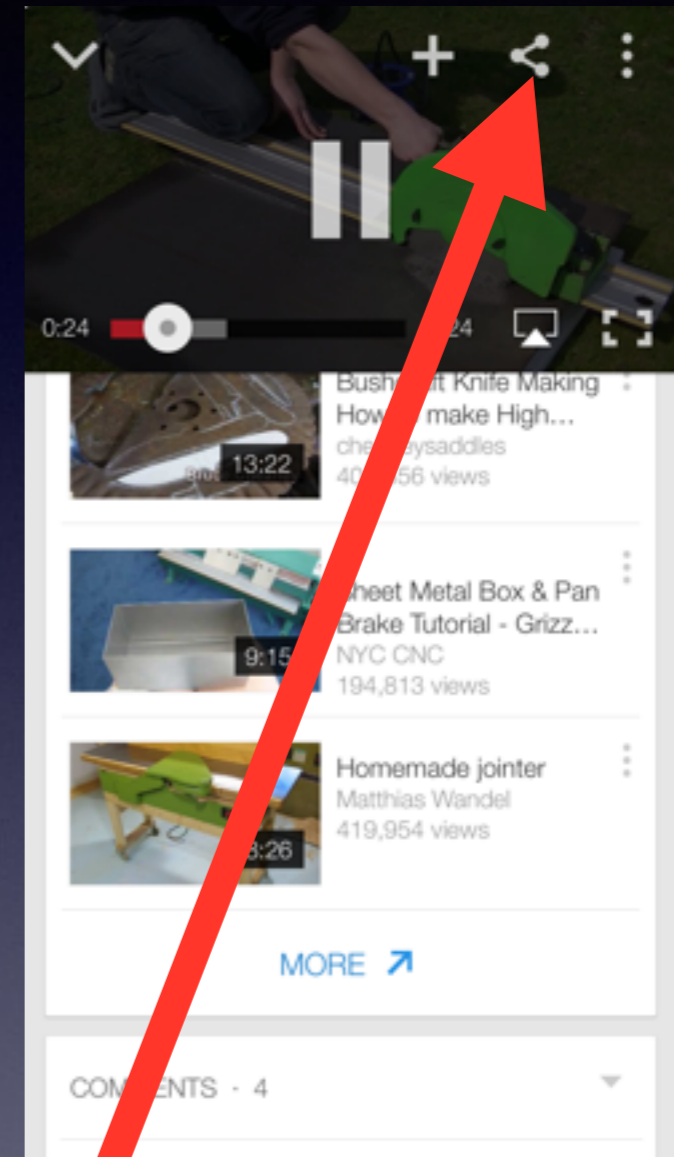 0:24
24
Knife Making
make High...
13:22
views
Sheet Metal Box & Pan
Brake Tutorial - Grizz...
9:15
NYC CNC
194,813 views
Homemade jointer
Matthias Wandel
419,954 views
:26
MORE
COMMENTS · 4